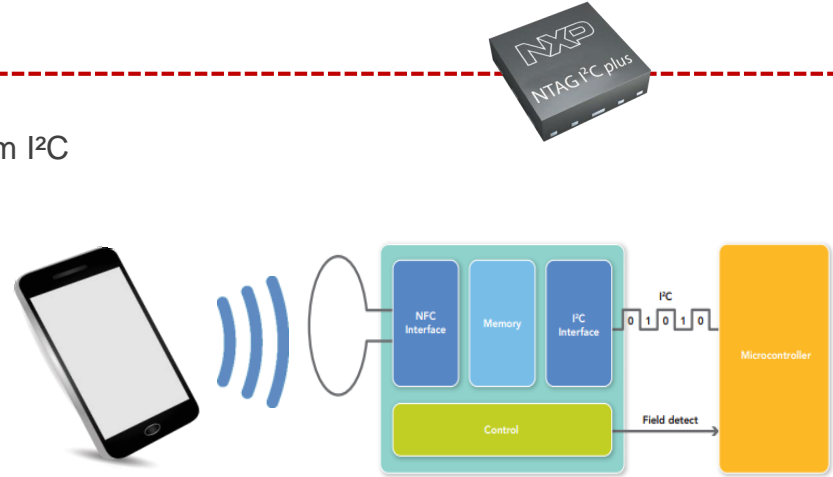 NXP
NTAG I²C plus
m I²C
NFC
Interface
Memory
I²C
Interface
I²C
0 1 0 1 0
Microcontroller
Control
Field detect